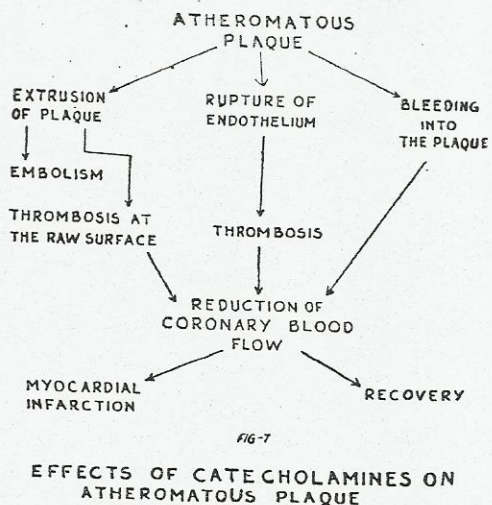 ATHEROMATOUS
PLAQUE
EXTRUSION
OF PLAQUE
RUPTURE OF
ENDOTHELIUM
BLEEDING
INTO
THE PLAQUE
EMBOLISM
THROMBOSIS AT
THE RAW SURFACE
THROMBOSIS
REDUCTION OF
CORONARY BLOOD
FLOW
MYOCARDIAL
INFARCTION
RECOVERY
FIG-7
EFFECTS OF CATECHOLAMINES ON
ATHEROMATOUS PLAQUE